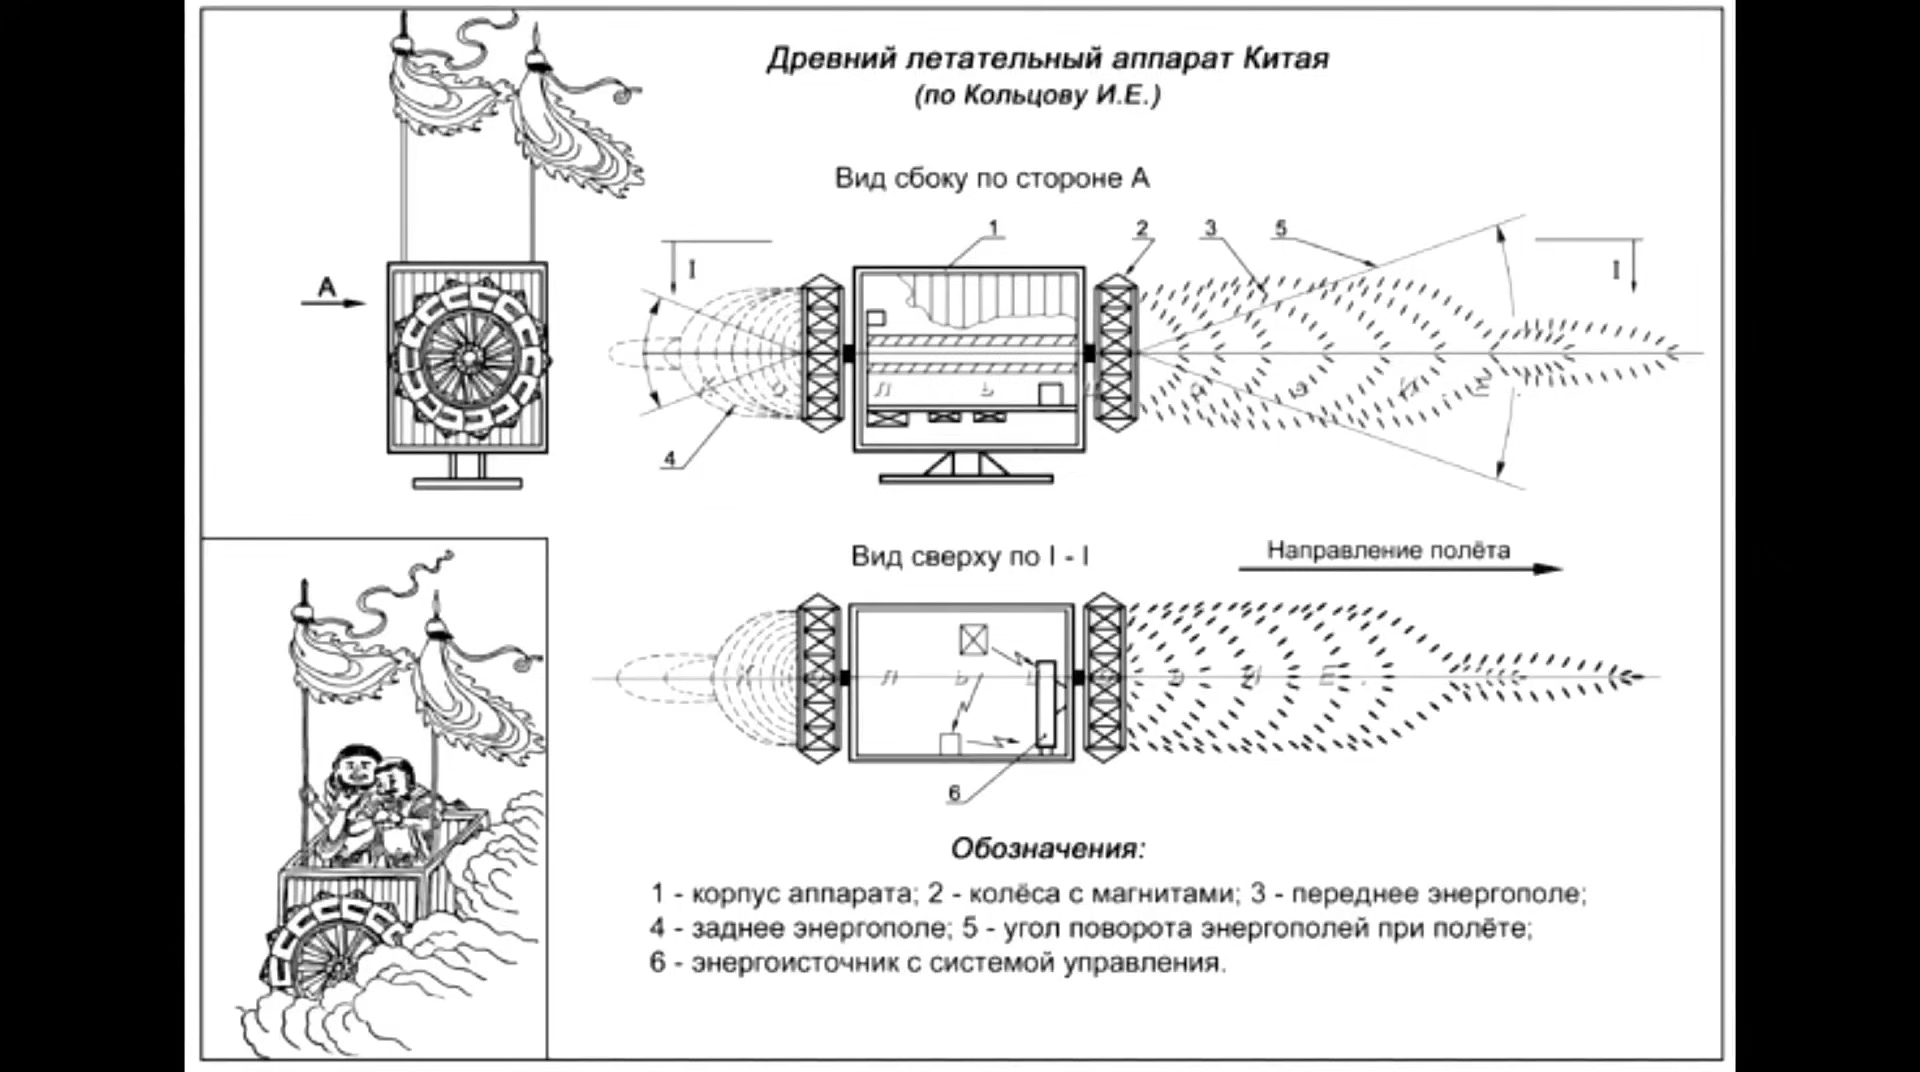 Древний летательный аппарат Китая
(по Кольцову И.Е.)
Вид сбоку по стороне А
1
2
3
5
I
I
А
4
Вид сверху по I - I
Направление полёта
6
Обозначения:
1 - корпус аппарата; 2 - колёса с магнитами; 3 - переднее энергополе;
4 - заднее энергополе; 5 - угол поворота энергополей при полёте;
6 - энергоисточник с системой управления.